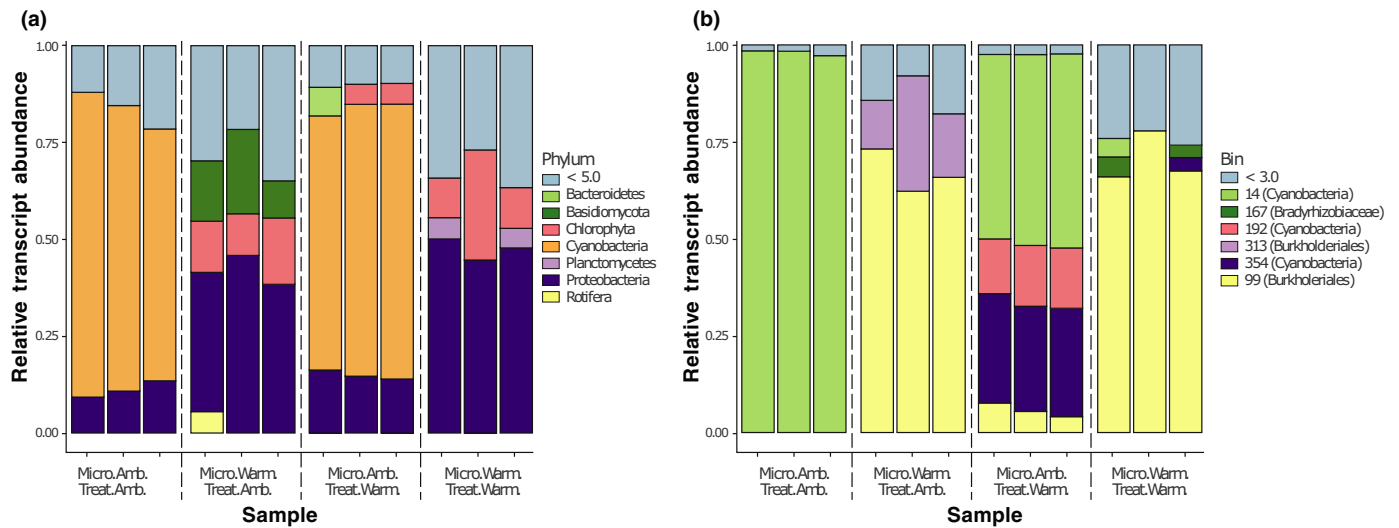 (a)
Relative transcript abundance
1.00
0.75
0.50
0.25
0.00
Micro.Amb. Treat.Amb.
Micro.Warm. Treat.Amb.
Micro.Amb. Treat.Warm.
Micro.Warm. Treat.Warm.
Sample
Phylum
< 5.0
Bacteroidetes
Basidiomycota
Chlorophyta
Cyanobacteria
Planctomycetes
Proteobacteria
Rotifera
(b)
Relative transcript abundance
1.00
0.75
0.50
0.25
0.00
Micro.Amb. Treat.Amb.
Micro.Warm. Treat.Amb.
Micro.Amb. Treat.Warm.
Micro.Warm. Treat.Warm.
Sample
Bin
< 3.0
14 (Cyanobacteria)
167 (Bradyrhizobiaceae)
192 (Cyanobacteria)
313 (Burkholderiales)
354 (Cyanobacteria)
99 (Burkholeriales)